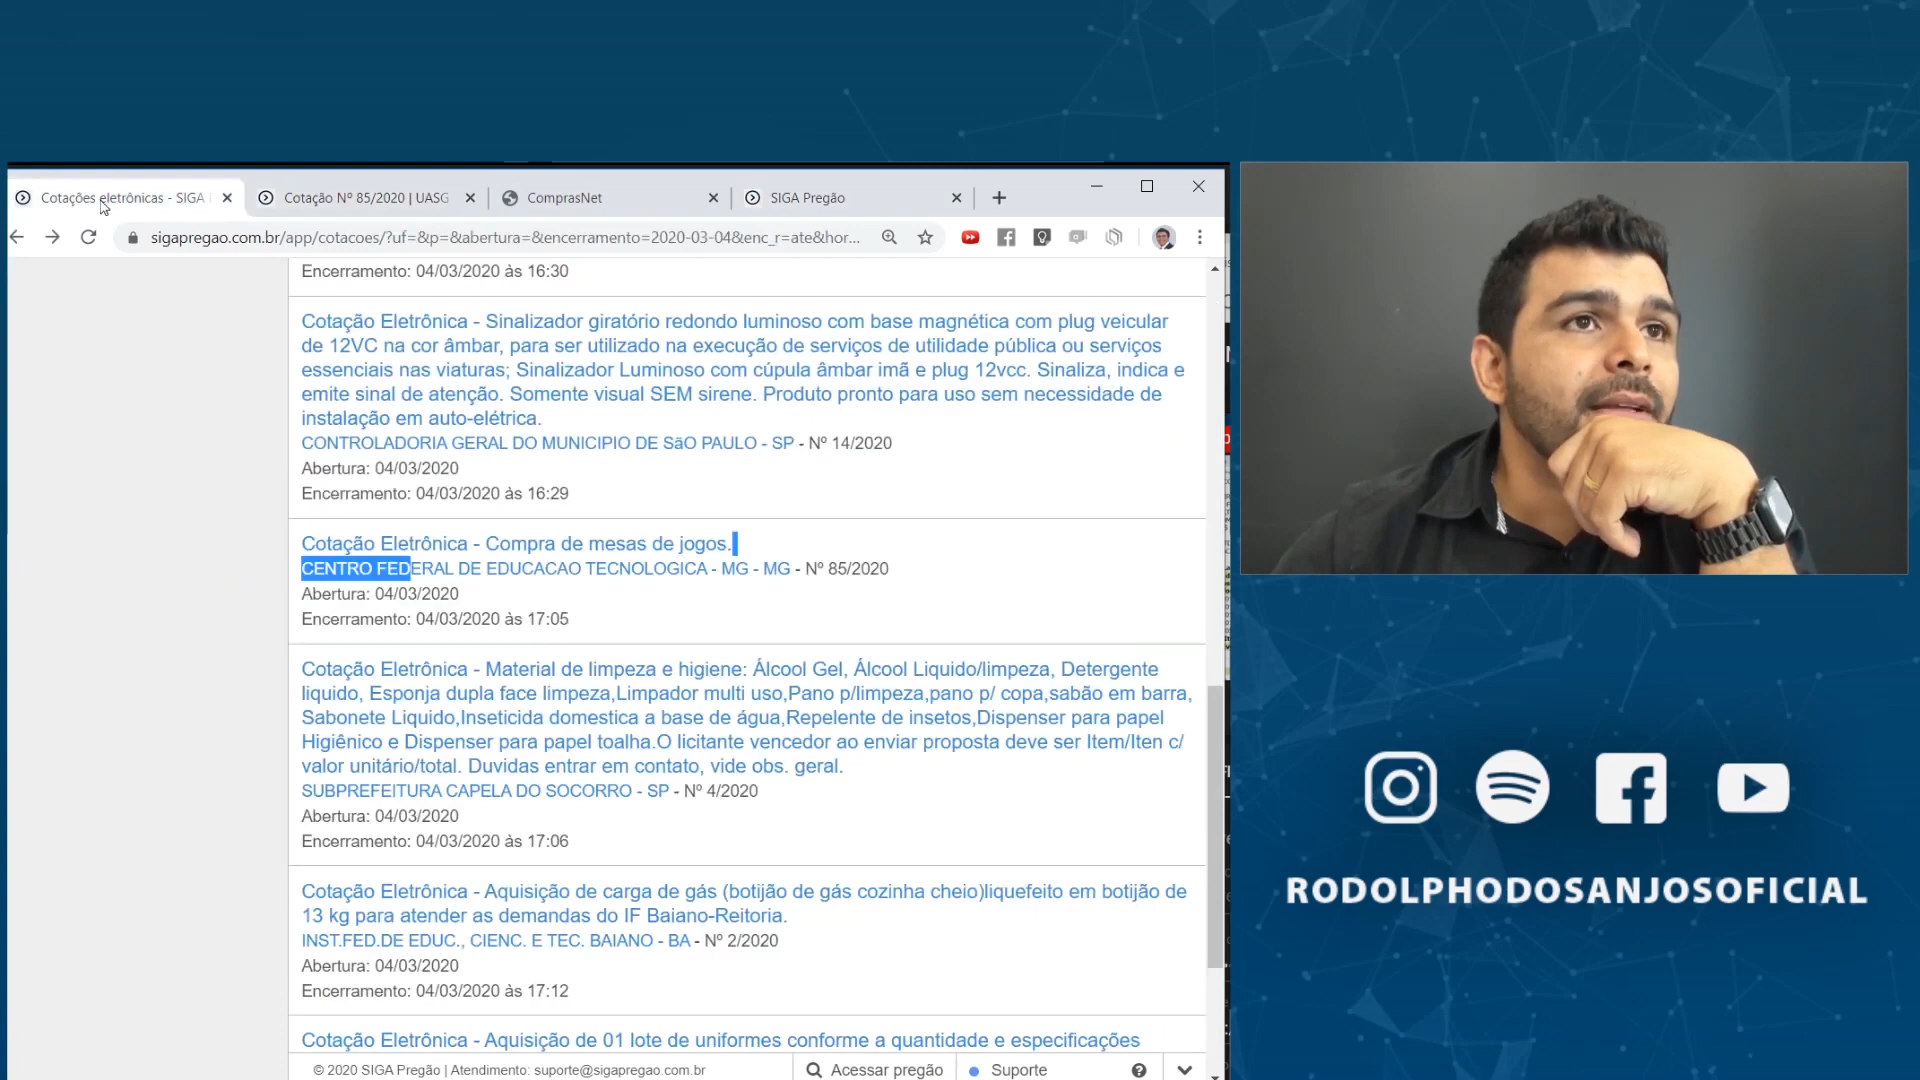 Cotações eletrônicas - SIGA
Cotação Nº 85/2020 | UASG
ComprasNet
SIGA Pregão
sigapregao.com.br/app/cotacoes/?uf=&p=&abertura=&encerramento=2020-03-04&enc_r=ate&hor...
Encerramento: 04/03/2020 às 16:30
Cotação Eletrônica - Sinalizador giratório redondo luminoso com base magnética com plug veicular
de 12VC na cor âmbar, para ser utilizado na execução de serviços de utilidade pública ou serviços
essenciais nas viaturas; Sinalizador Luminoso com cúpula âmbar imã e plug 12vcc. Sinaliza, indica e
emite sinal de atenção. Somente visual SEM sirene. Produto pronto para uso sem necessidade de
instalação em auto-elétrica.
CONTROLADORIA GERAL DO MUNICIPIO DE SãO PAULO - SP - Nº 14/2020
Abertura: 04/03/2020
Encerramento: 04/03/2020 às 16:29
Cotação Eletrônica - Compra de mesas de jogos.
CENTRO FEDERAL DE EDUCACAO TECNOLOGICA - MG - MG - Nº 85/2020
Abertura: 04/03/2020
Encerramento: 04/03/2020 às 17:05
Cotação Eletrônica - Material de limpeza e higiene: Álcool Gel, Álcool Liquido/limpeza, Detergente
liquido, Esponja dupla face limpeza,Limpador multi uso,Pano p/limpeza,pano p/ copa,sabão em barra,
Sabonete Liquido,Inseticida domestica a base de água,Repelente de insetos,Dispenser para papel
Higiênico e Dispenser para papel toalha.O licitante vencedor ao enviar proposta deve ser Item/Iten c/
valor unitário/total. Duvidas entrar em contato, vide obs. geral.
SUBPREFEITURA CAPELA DO SOCORRO - SP - Nº 4/2020
Abertura: 04/03/2020
Encerramento: 04/03/2020 às 17:06
Cotação Eletrônica - Aquisição de carga de gás (botijão de gás cozinha cheio)liquefeito em botijão de
13 kg para atender as demandas do IF Baiano-Reitoria.
INST.FED.DE EDUC., CIENC. E TEC. BAIANO - BA - Nº 2/2020
Abertura: 04/03/2020
Encerramento: 04/03/2020 às 17:12
Cotação Eletrônica - Aquisição de 01 lote de uniformes conforme a quantidade e especificações
© 2020 SIGA Pregão | Atendimento: suporte@sigapregao.com.br
Acessar pregão
Suporte
RODOLPHODOSANJOSOFICIAL